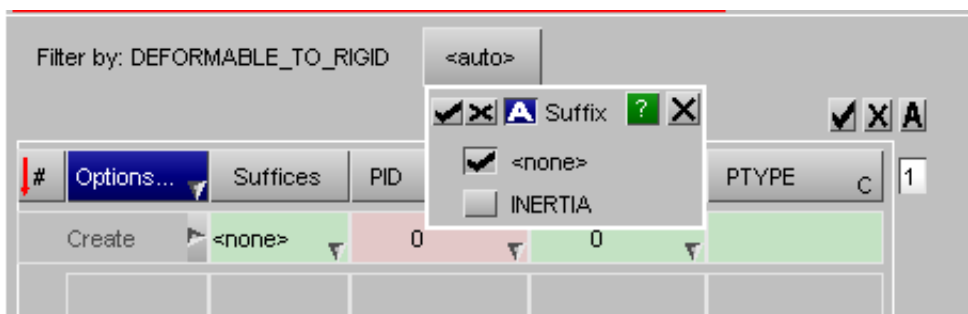 Filter by: DEFORMABLE_TO_RIGID <auto>
A Suffix ? X
X A
<none>
# Options... Suffices PID PTYPE C 1
INERTIA
Create <none> 0 0